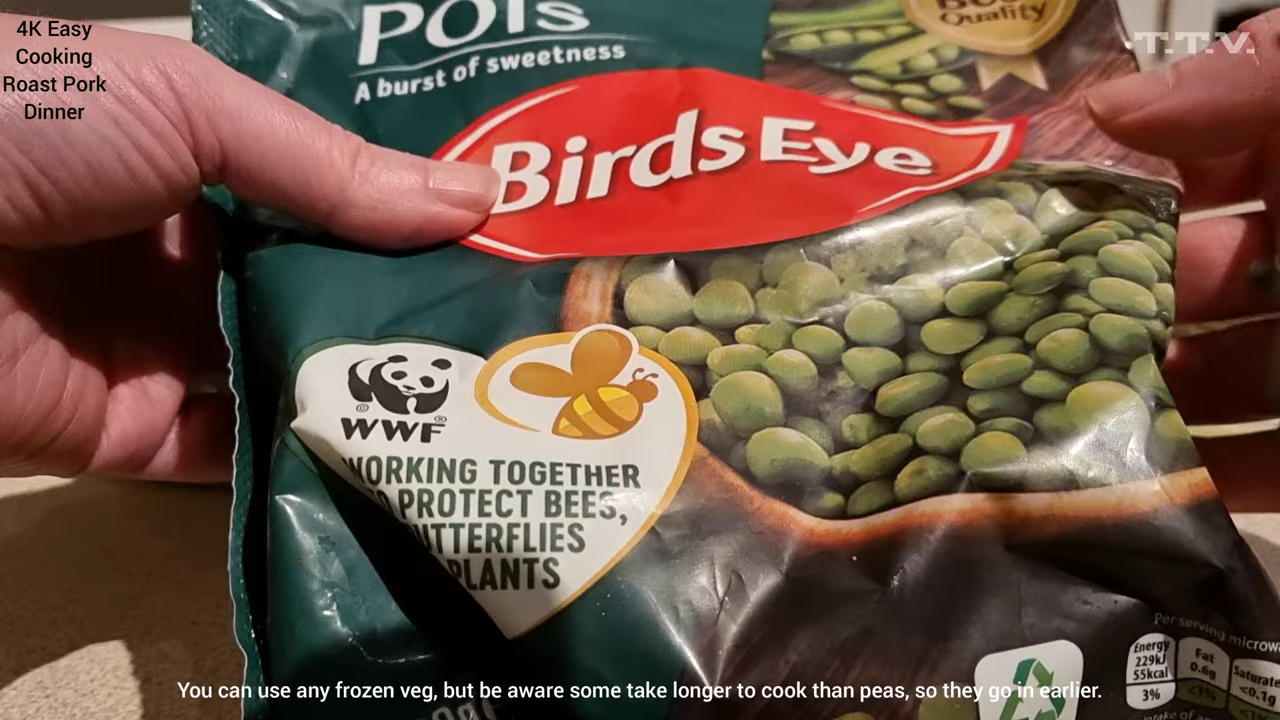 4K Easy
Cooking
Roast Pork
Dinner
POIs
A burst of sweetness
Quality
T.T.V.
BirdsEye
WWF
WORKING TOGETHER
PROTECT BEES,
UTTERFLIES
PLANTS
Per serving microwa
Energy
229kJ
55kcal
3%
Fat
0.6g
<1%
Saturate
<0.1g
You can use any frozen veg, but be aware some take longer to cook than peas, so they go in earlier.